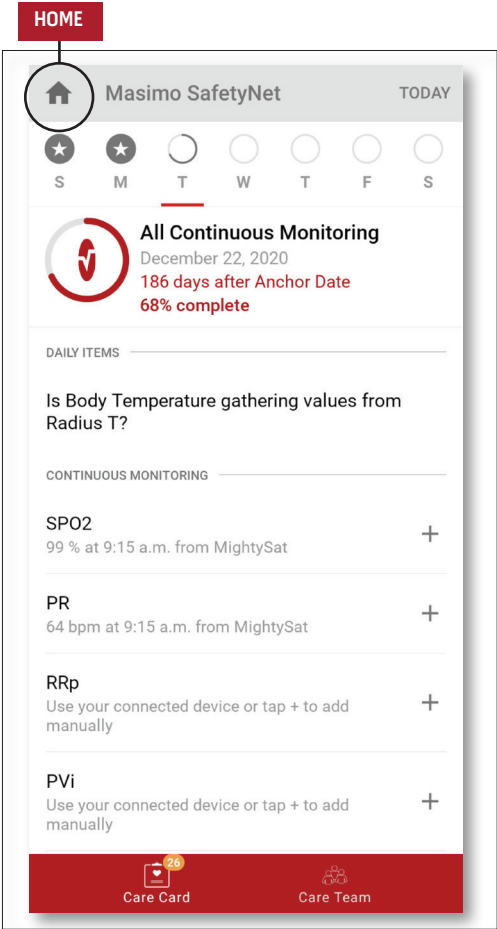 HOME
Masimo SafetyNet TODAY
S M T W T F S
All Continuous Monitoring
December 22, 2020
186 days after Anchor Date
68% complete
DAILY ITEMS
Is Body Temperature gathering values from
Radius T?
CONTINUOUS MONITORING
SPO2
99 % at 9:15 a.m. from MightySat
+
PR
64 bpm at 9:15 a.m. from MightySat
+
RRp
Use your connected device or tap + to add
manually
+
PVi
Use your connected device or tap + to add
manually
+
26
Care Card Care Team